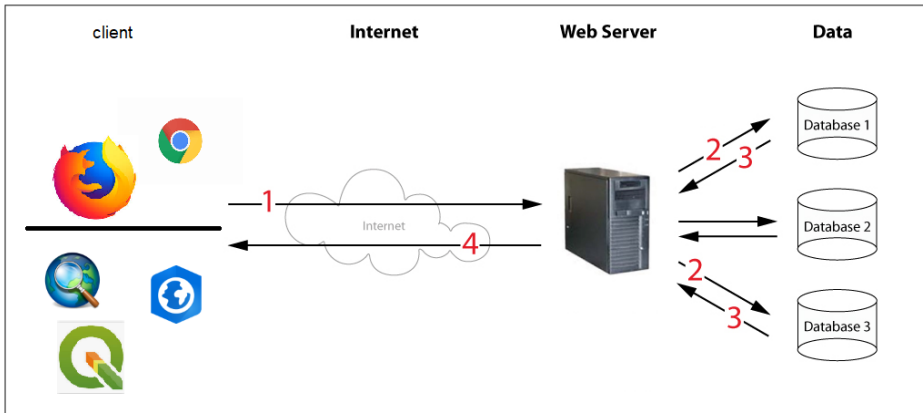 client
Internet
Web Server
Data
Database 1
2
3
1
Internet
Database 2
4
2
3
Database 3